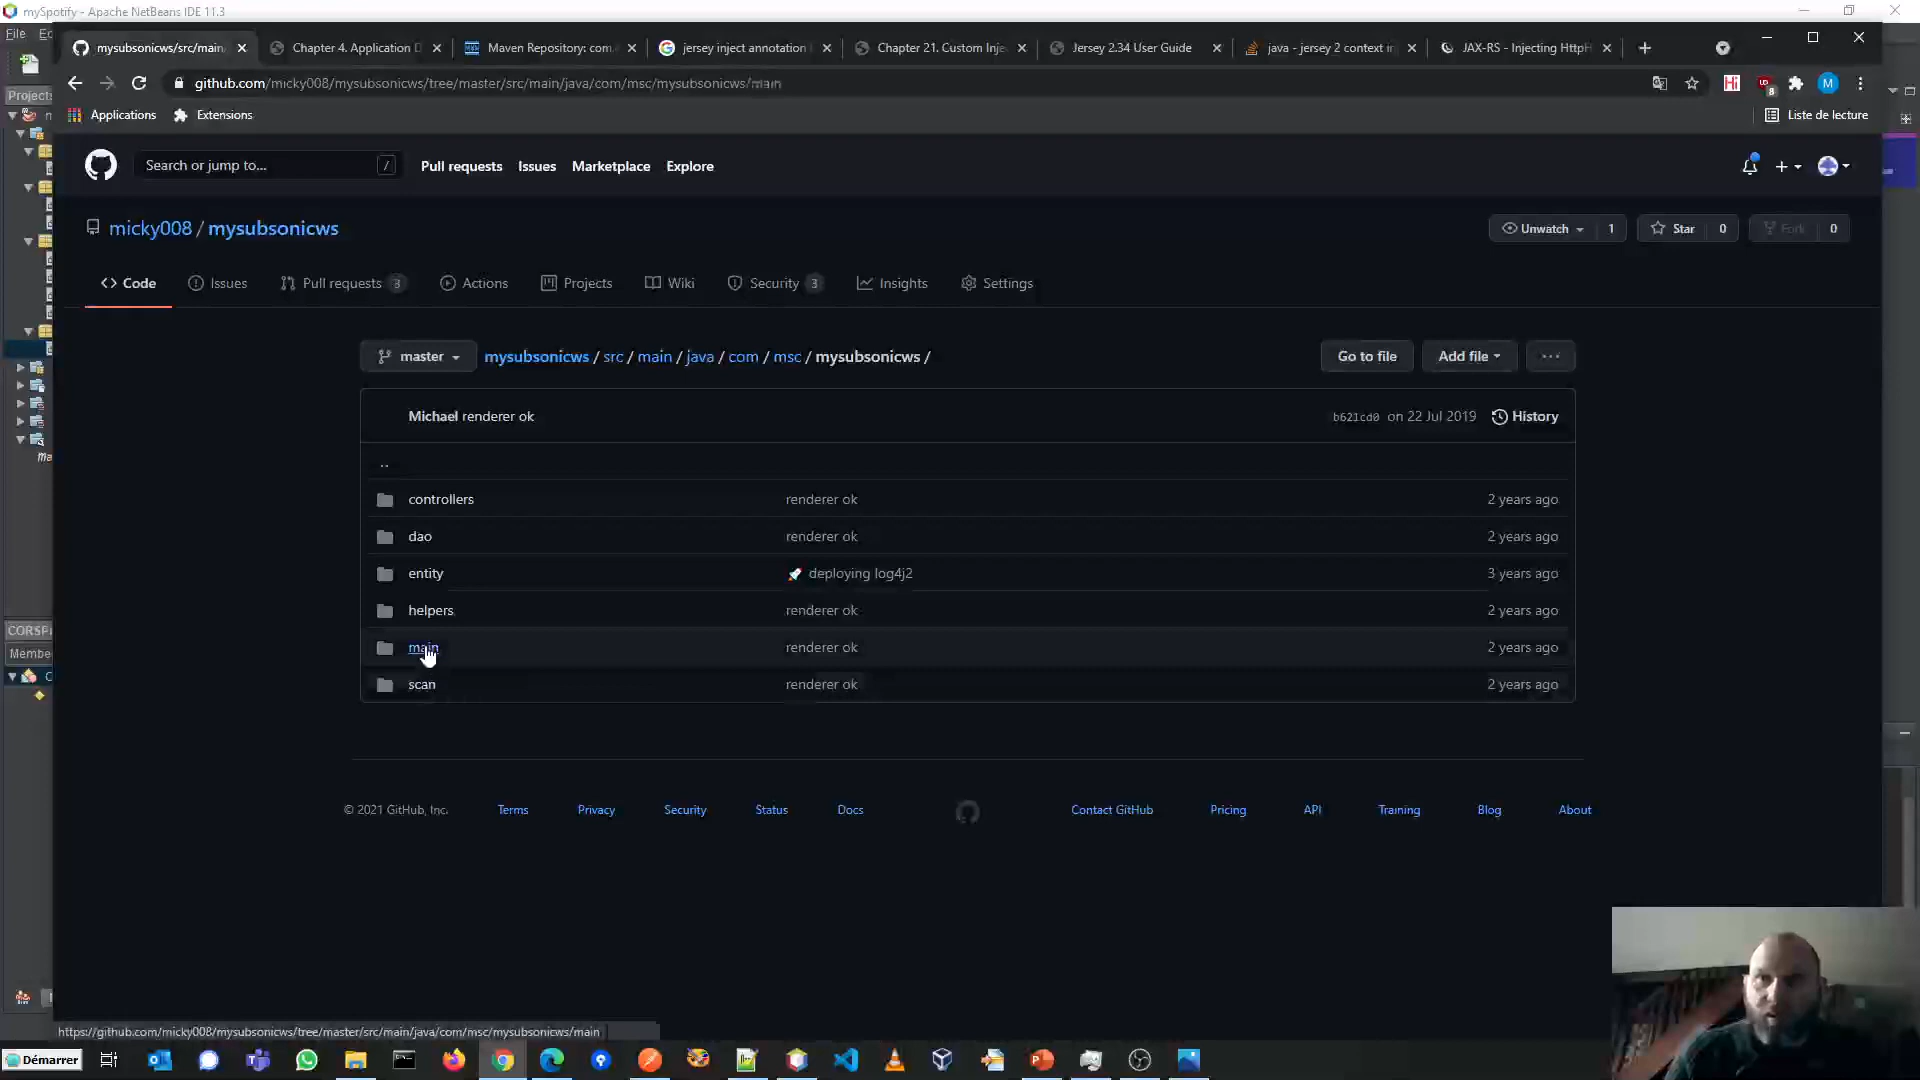 mySpotify - Apache NetBeans IDE 11.3
File
mysubsonicws/src/main/
Chapter 4. Application D
Maven Repository: com.
jersey inject annotation
Chapter 21. Custom Inje
Jersey 2.34 User Guide
java - jersey 2 context in
JAX-RS - Injecting HttpH
github.com/micky008/mysubsonicws/tree/master/src/main/java/com/msc/mysubsonicws/main
Hi
8
M
Projects
Applications
Extensions
Liste de lecture
Search or jump to...
/
Pull requests
Issues
Marketplace
Explore
micky008 / mysubsonicws
Unwatch
1
Star
0
Fork
0
Code
Issues
Pull requests 3
Actions
Projects
Wiki
Security 3
Insights
Settings
master
mysubsonicws / src / main / java / com / msc / mysubsonicws /
Go to file
Add file
...
Michael renderer ok
b621cd0 on 22 Jul 2019
History
..
controllers renderer ok 2 years ago
dao renderer ok 2 years ago
entity deploying log4j2 3 years ago
helpers renderer ok 2 years ago
main renderer ok 2 years ago
scan renderer ok 2 years ago
CORSF
Membe
© 2021 GitHub, Inc.
Terms
Privacy
Security
Status
Docs
Contact GitHub
Pricing
API
Training
Blog
About
https://github.com/micky008/mysubsonicws/tree/master/src/main/java/com/msc/mysubsonicws/main
Démarrer